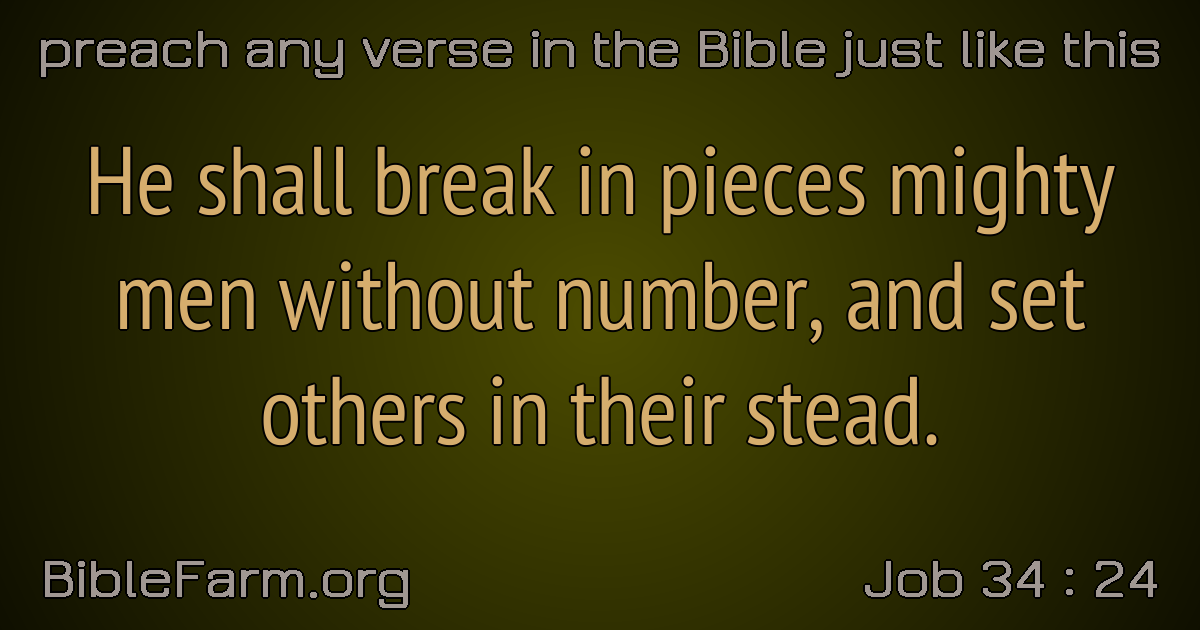 preach any verse in the Bible just like this
He shall break in pieces mighty
men without number, and set
others in their stead.
BibleFarm.org
Job 34 : 24